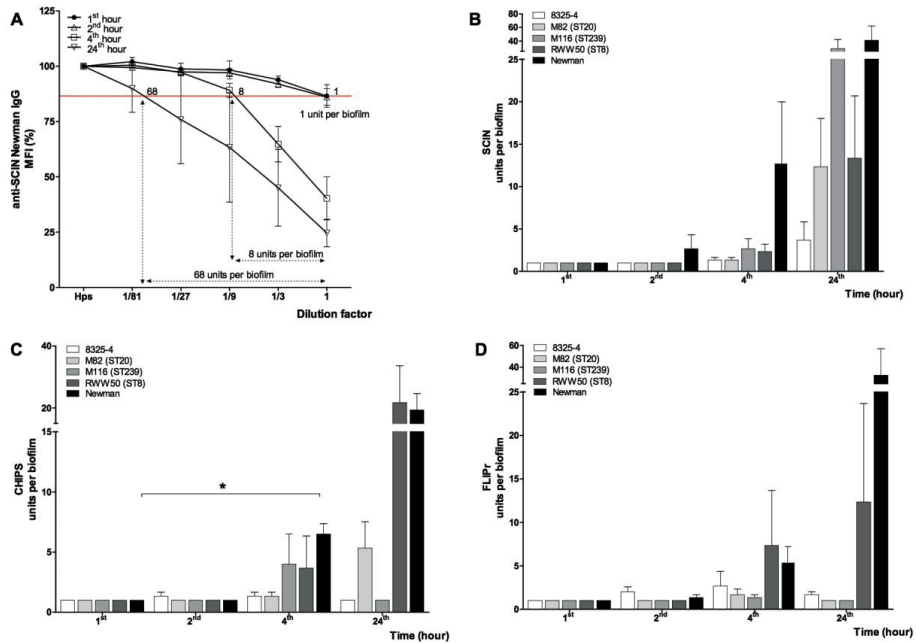 A
1st hour
2nd hour
4th hour
24th hour
anti-SCIN Newman IgG
MFI (%)
125
100
75
50
25
0
68
8
1
1 unit per biofilm
8 units per biofilm
68 units per biofilm
Hps 1/81 1/27 1/9 1/3 1
Dilution factor
B
8325-4
M82 (ST20)
M116 (ST239)
RWW50 (ST8)
Newman
SCIN
units per biofilm
80
60
40
20
15
10
5
0
1st 2nd 4th 24th
Time (hour)
C
8325-4
M82 (ST20)
M116 (ST239)
RWW50 (ST8)
Newman
CHIPS
units per biofilm
40
20
15
10
5
0
*
1st 2nd 4th 24th
Time (hour)
D
8325-4
M82 (ST20)
M116 (ST239)
RWW50 (ST8)
Newman
FLIPr
units per biofilm
60
40
20
25
20
15
10
5
0
1st 2nd 4th 24th
Time (hour)